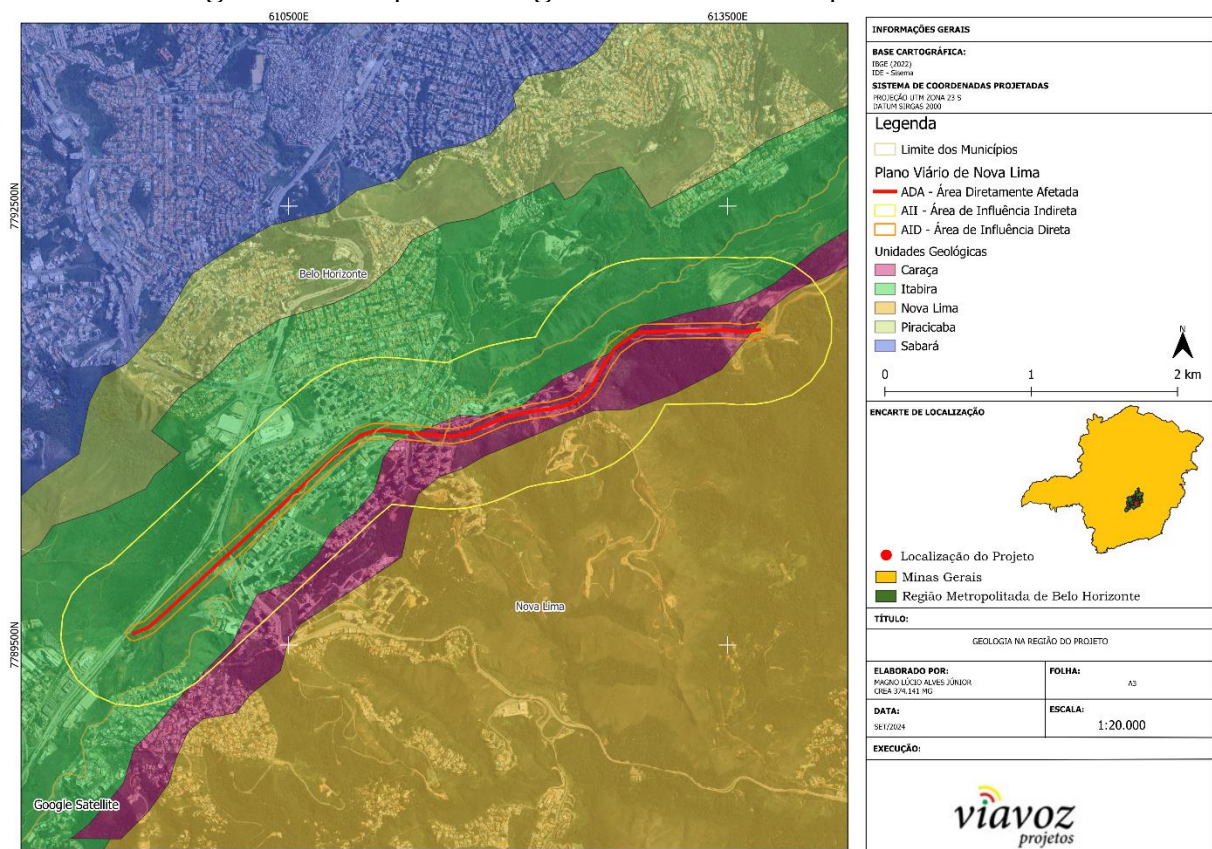 610500E
613500E
7792500N
7789500N
Belo Horizonte
Nova Lima
Google Satellite
INFORMAÇÕES GERAIS
BASE CARTOGRÁFICA:
IBGE (2022)
IDE - Sisema
SISTEMA DE COORDENADAS PROJETADAS
PROJEÇÃO UTM ZONA 23 S
DATUM SIRGAS 2000
Legenda
Limite dos Municípios
Plano Viário de Nova Lima
ADA - Área Diretamente Afetada
AII - Área de Influência Indireta
AID - Área de Influência Direta
Unidades Geológicas
Caraça
Itabira
Nova Lima
Piracicaba
Sabará
N
0 1 2 km
ENCARTE DE LOCALIZAÇÃO
Localização do Projeto
Minas Gerais
Região Metropolitada de Belo Horizonte
TÍTULO:
GEOLOGIA NA REGIÃO DO PROJETO
ELABORADO POR:
MAGNO LÚCIO ALVES JÚNIOR
CREA 374.141 MG
FOLHA:
A3
DATA:
SET/2024
ESCALA:
1:20.000
EXECUÇÃO:
viavoz
projetos